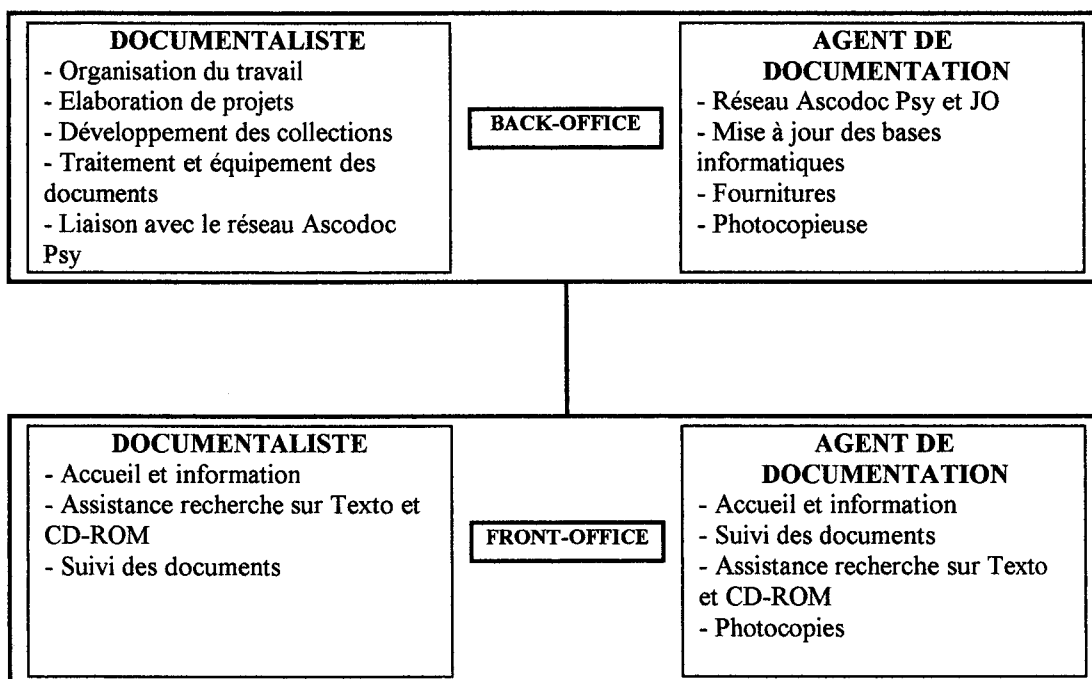 DOCUMENTALISTE
- Organisation du travail
- Elaboration de projets
- Développement des collections
- Traitement et équipement des
documents
- Liaison avec le réseau Ascodoc
Psy
BACK-OFFICE
AGENT DE
DOCUMENTATION
- Réseau Ascodoc Psy et JO
- Mise à jour des bases
informatiques
- Fournitures
- Photocopieuse
DOCUMENTALISTE
- Accueil et information
- Assistance recherche sur Texto et
CD-ROM
- Suivi des documents
FRONT-OFFICE
AGENT DE
DOCUMENTATION
- Accueil et information
- Suivi des documents
- Assistance recherche sur Texto
et CD-ROM
- Photocopies